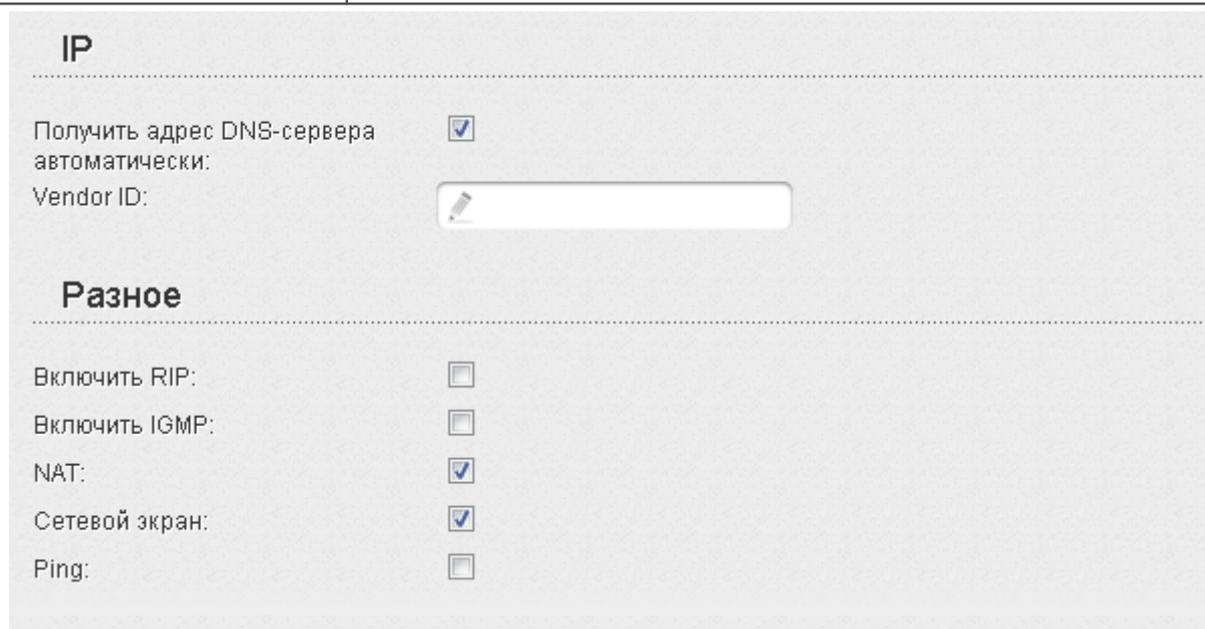 IP
Получить адрес DNS-сервера
автоматически:
Vendor ID:
Разное
Включить RIP:
Включить IGMP:
NAT:
Сетевой экран:
Ping: